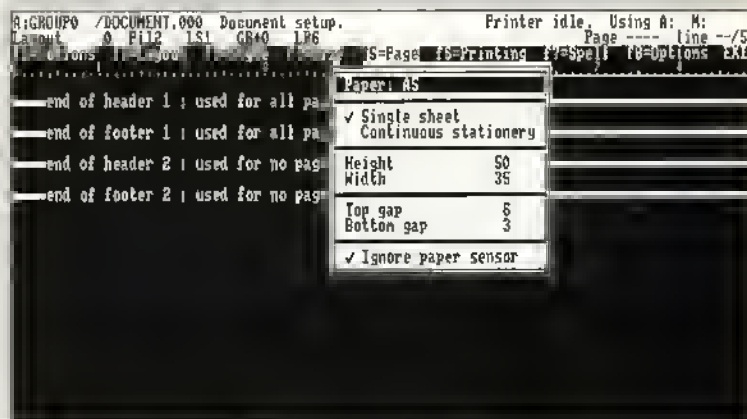 A:GROUP0 /DOCUMENT.000 Document setup. Printer idle. Using A: M:
Layout 0 Pi12 LS1 CR+0 LP6 Page ---- line --/5
f5=Page f6=Printing f7=Spell f8=Options EXI
Paper: A5
end of header 1 : used for all pa
✓ Single sheet
Continuous stationery
end of footer 1 : used for all pa
end of header 2 : used for no pag
Height 50
Width 35
end of footer 2 : used for no pag
Top gap 6
Bottom gap 3
✓ Ignore paper sensor